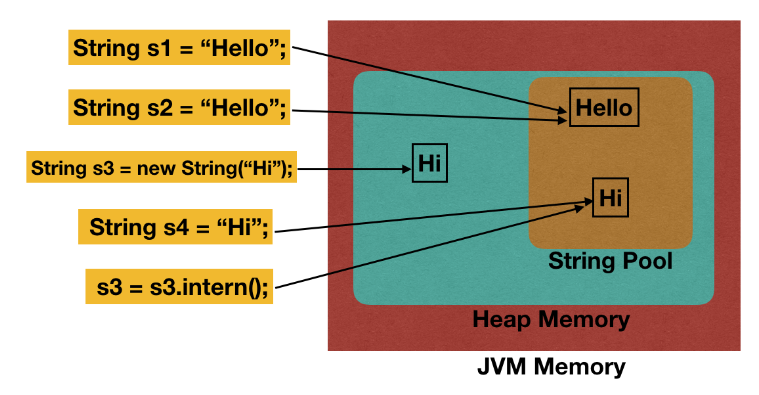 String s1 = “Hello”;
String s2 = “Hello”;
Hello
String s3 = new String(“Hi”);
Hi
Hi
String s4 = “Hi”;
String Pool
s3 = s3.intern();
Heap Memory
JVM Memory